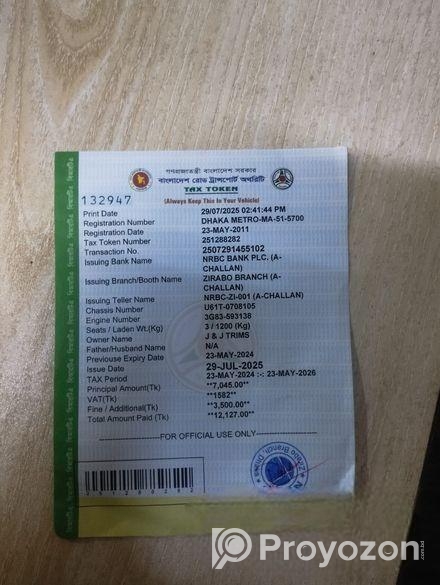 গণপ্রজাতন্ত্রী বাংলাদেশ সরকার
বাংলাদেশ রোড ট্রান্সপোর্ট অথরিটি
TAX TOKEN
(Always Keep This In Your Vehicle)
132947
Print Date 29/07/2025 02:41:44 PM
Registration Number DHAKA METRO-MA-51-5700
Registration Date 23-MAY-2011
Tax Token Number 251288282
Transaction No. 2507291455102
Issuing Bank Name NRBC BANK PLC. (A-
CHALLAN)
Issuing Branch/Booth Name ZIRABO BRANCH (A-
CHALLAN)
Issuing Teller Name NRBC-ZI-001 (A-CHALLAN)
Chassis Number U61T-0708105
Engine Number 3G83-593138
Seats / Laden Wt.(Kg) 3 / 1200 (Kg)
Owner Name J & J TRIMS
Father/Husband Name N/A
Previouse Expiry Date 23-MAY-2024
Issue Date 29-JUL-2025
TAX Period 23-MAY-2024 :-: 23-MAY-2026
Principal Amount(Tk) **7,045.00**
VAT(Tk) **1582**
Fine / Additional(Tk) **3,500.00**
Total Amount Paid (Tk) **12,127.00**
FOR OFFICIAL USE ONLY
251288282
Zirabo Branch, Dhaka
Proyozon